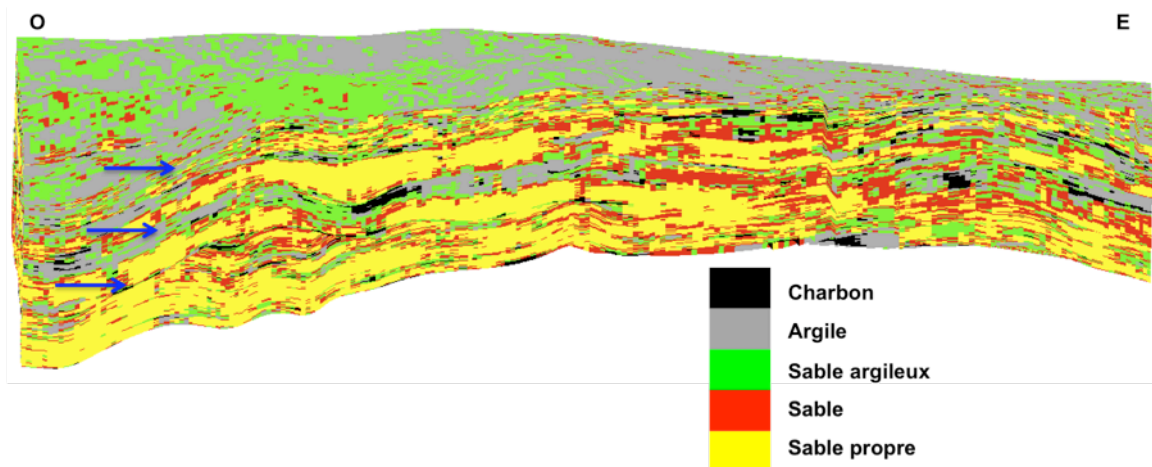 O
E
Charbon
Argile
Sable argileux
Sable
Sable propre